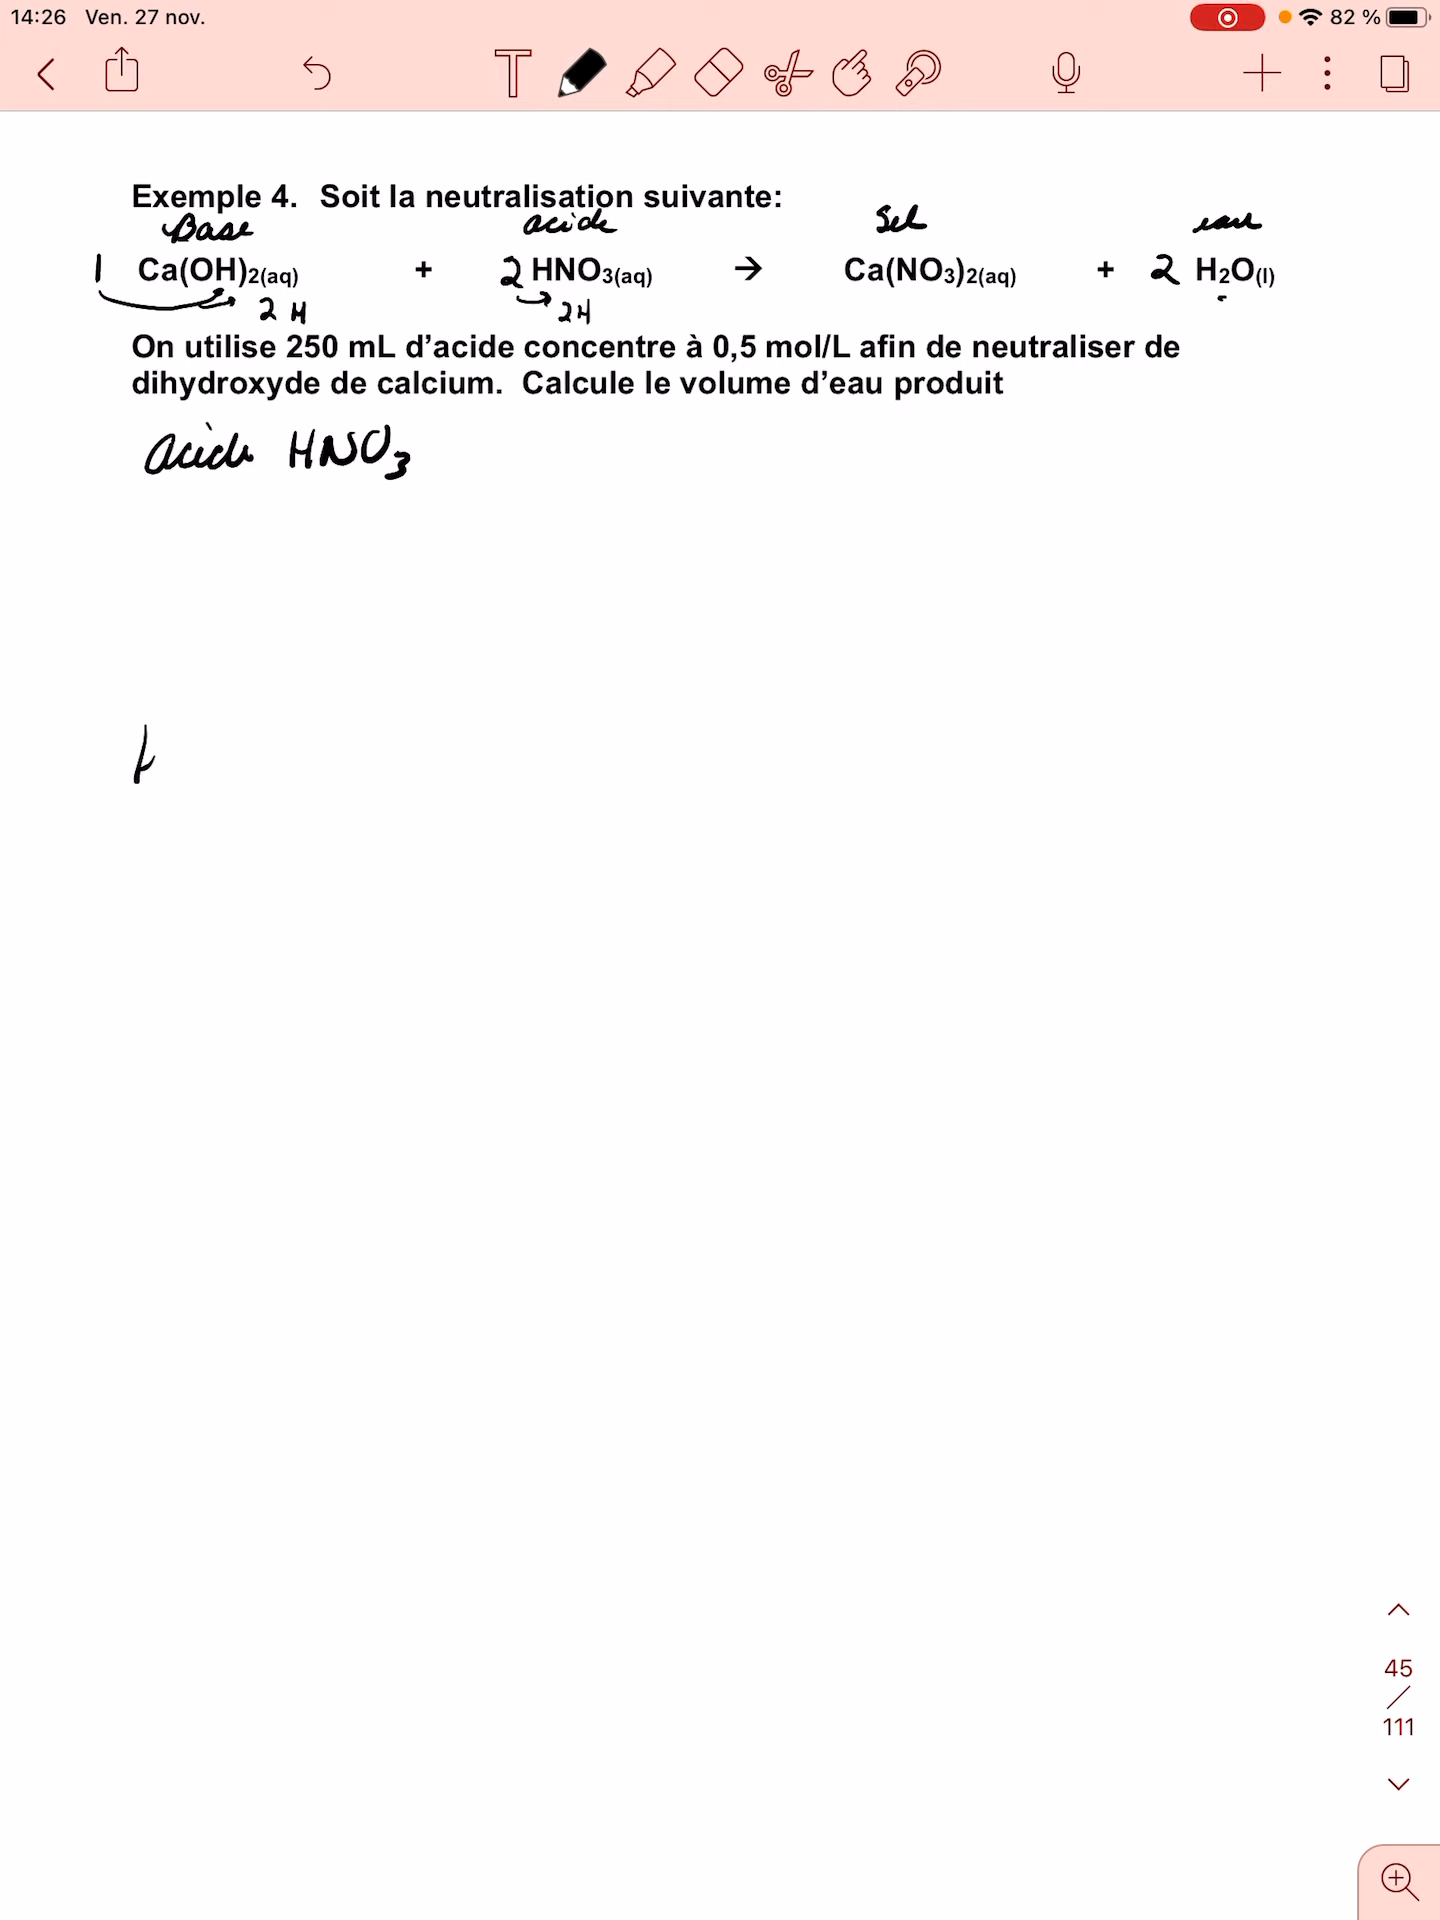 14:26 Ven. 27 nov. 82 %
T
Exemple 4. Soit la neutralisation suivante:
Base acide Sel eau
1 Ca(OH)2(aq) + 2 HNO3(aq) → Ca(NO3)2(aq) + 2 H2O(l)
2 H 2H
On utilise 250 mL d’acide concentre à 0,5 mol/L afin de neutraliser de
dihydroxyde de calcium. Calcule le volume d’eau produit
acide HNO3
45
/
111